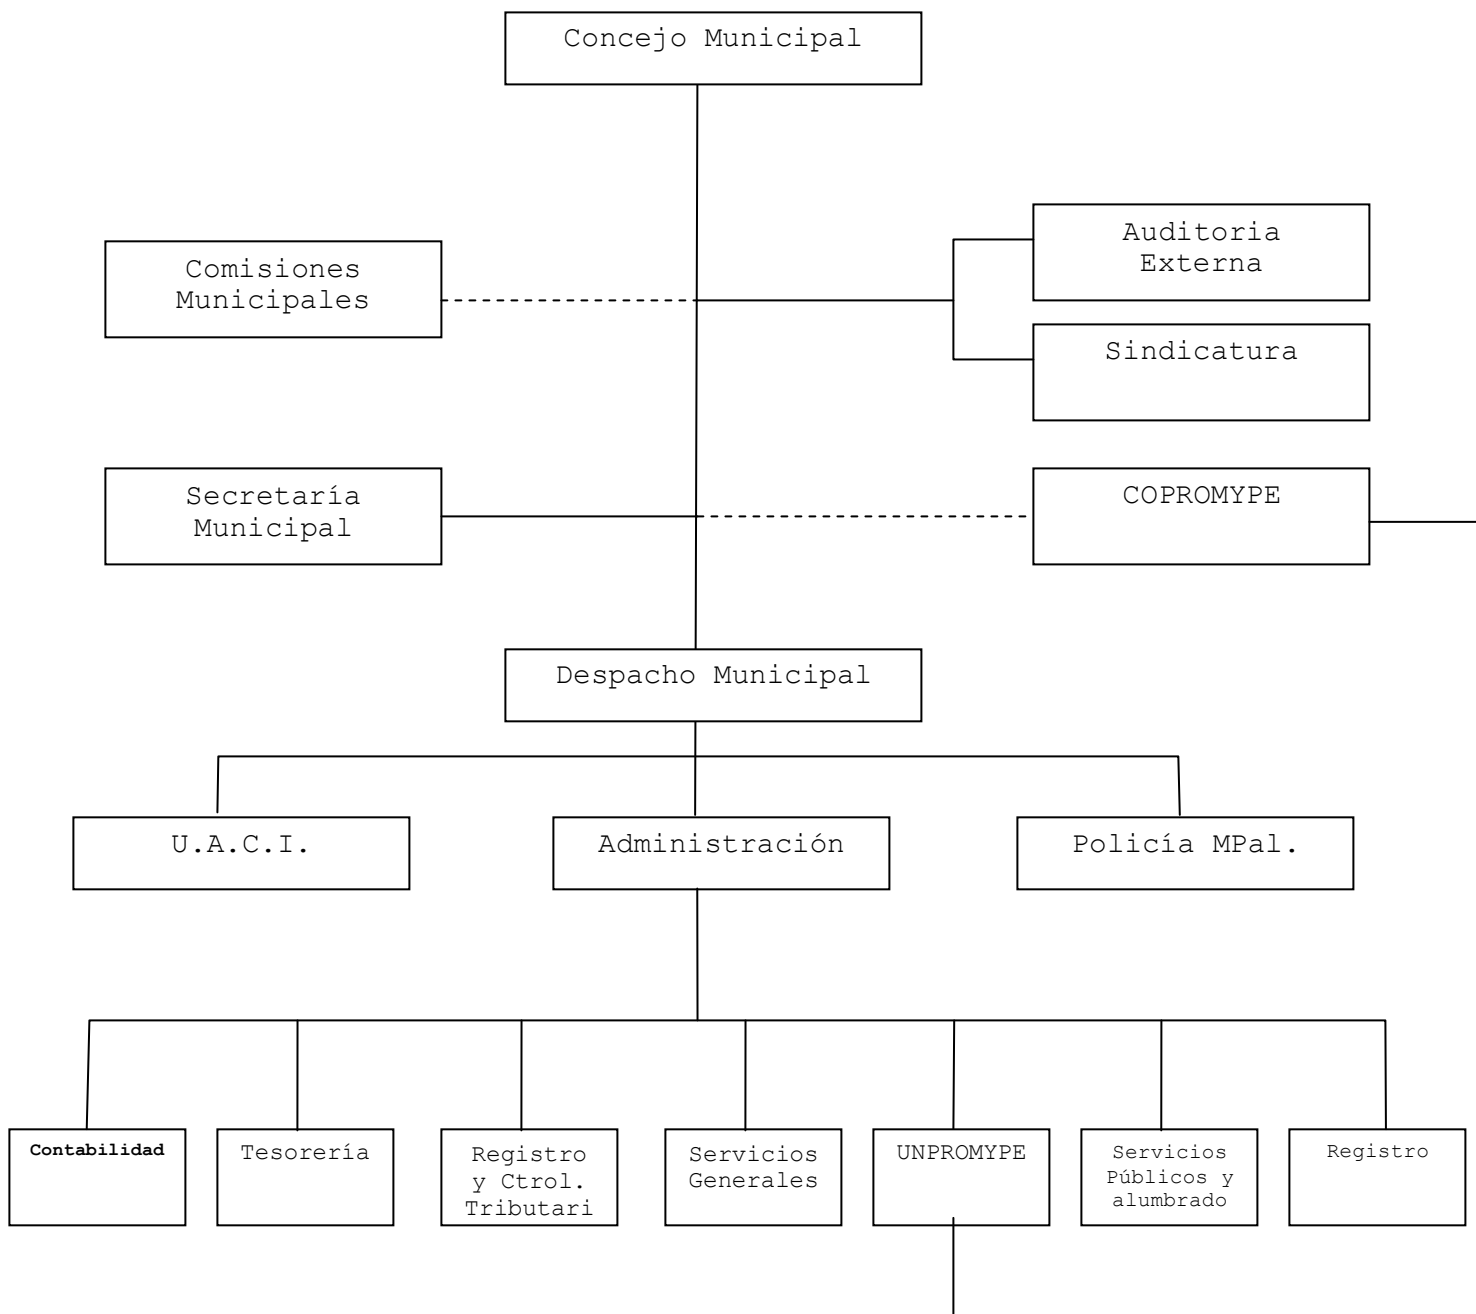 Concejo Municipal
Auditoria
Externa
Comisiones
Municipales
Sindicatura
Secretaría
Municipal
COPROMYPE
Despacho Municipal
U.A.C.I.
Administración
Policía MPal.
Contabilidad
Tesorería
Registro
y Ctrol.
Tributari
Servicios
Generales
UNPROMYPE
Servicios
Públicos y
alumbrado
Registro